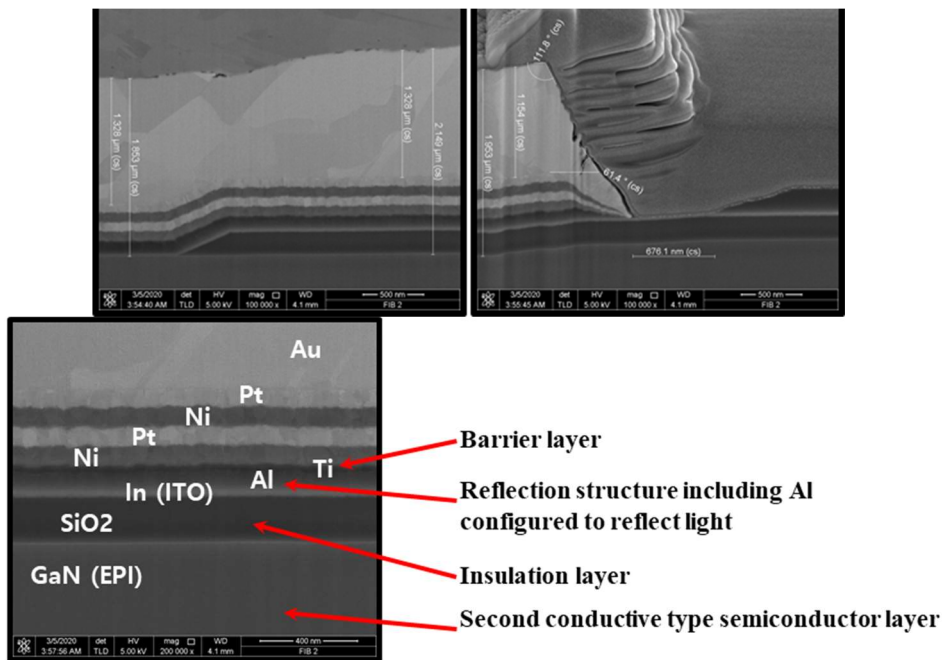 1.328 μm (cs)
1.853 μm (cs)
1.328 μm (cs)
2.149 μm (cs)
3/5/2020 det HV mag □ WD 500 nm
3:54:40 AM TLD 5.00 kV 100 000 x 4.1 mm FIB 2
111.8 ° (cs)
1.154 μm (cs)
1.953 μm (cs)
61.4 ° (cs)
676.1 nm (cs)
3/5/2020 det HV mag □ WD 500 nm
3:55:45 AM TLD 5.00 kV 100 000 x 4.1 mm FIB 2
Au
Pt
Ni
Pt
Ni
Ti
Al
In (ITO)
SiO2
GaN (EPI)
3/5/2020 det HV mag □ WD 400 nm
3:57:56 AM TLD 5.00 kV 200 000 x 4.1 mm FIB 2
Barrier layer
Reflection structure including Al
configured to reflect light
Insulation layer
Second conductive type semiconductor layer